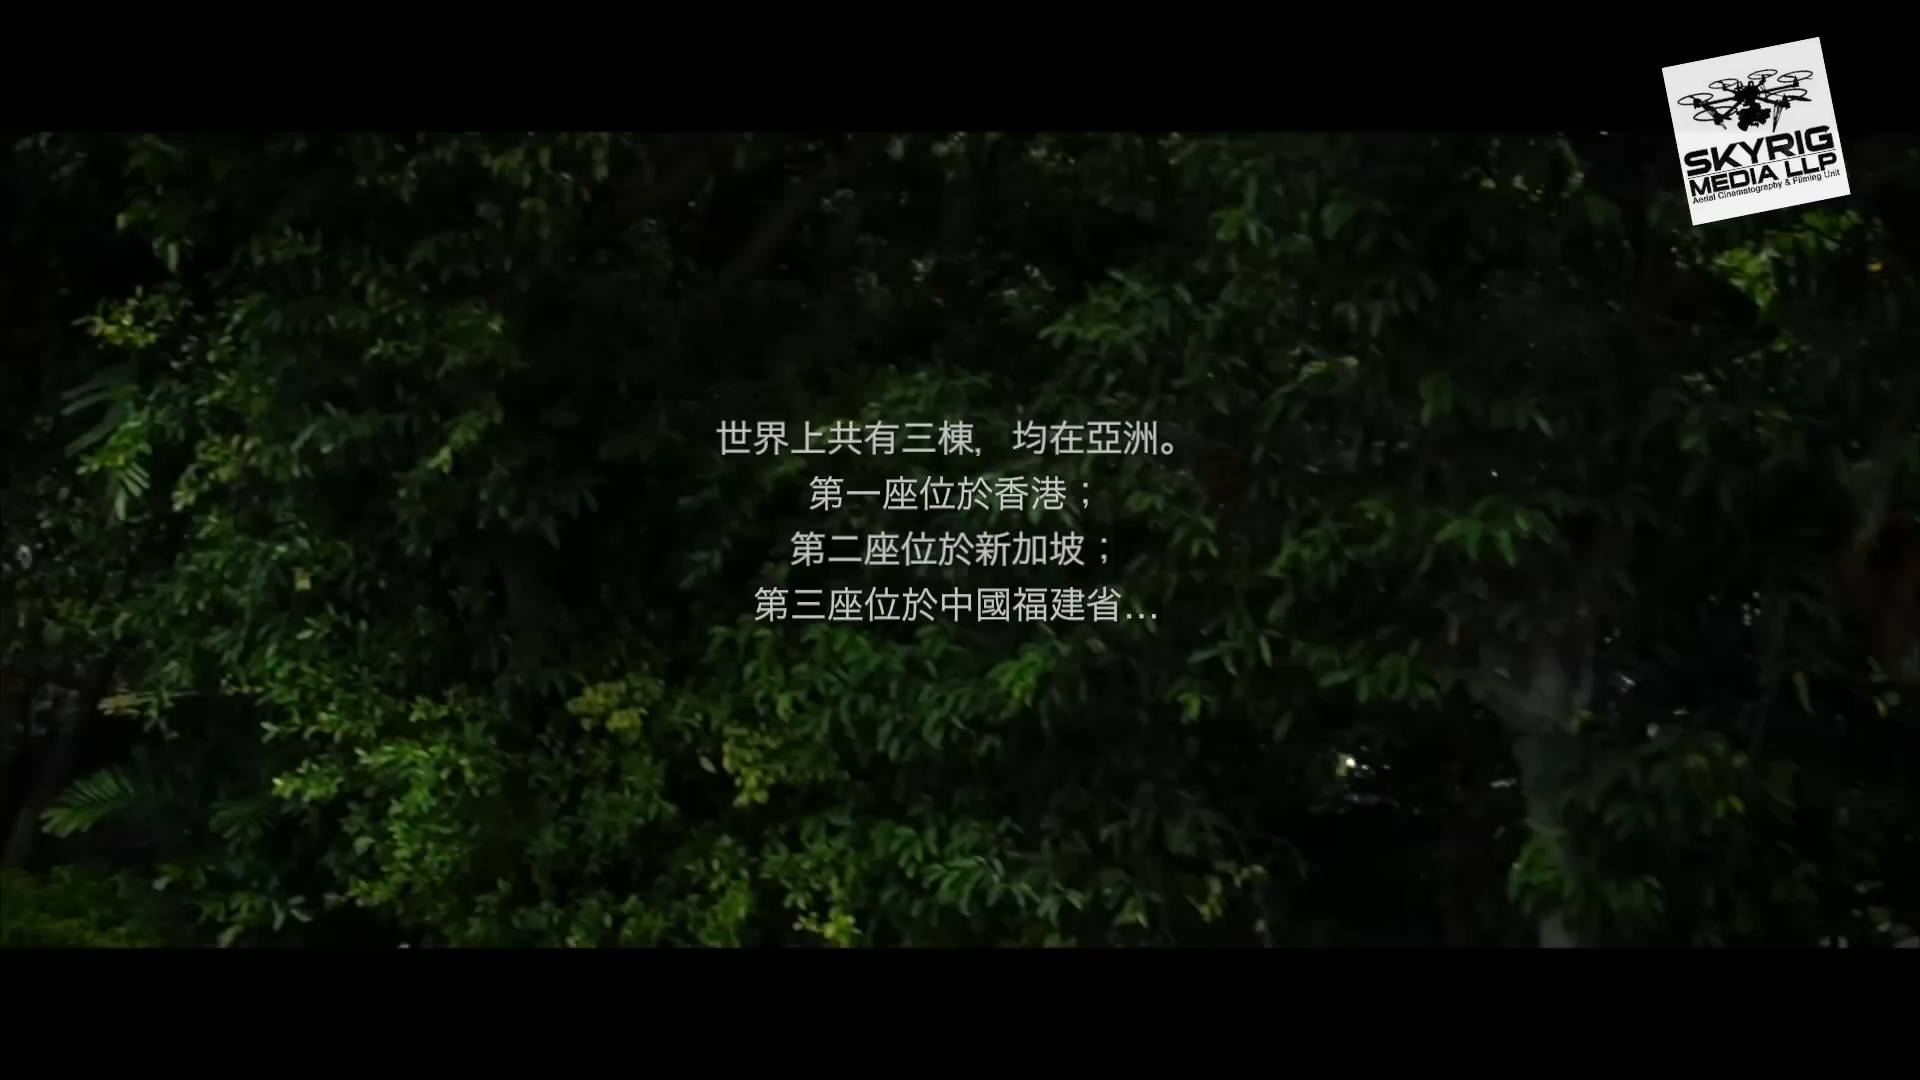 SKYRIG
MEDIA LLP
Aerial Cinematography & Filming Unit
世界上共有三棟，均在亞洲。
第一座位於香港；
第二座位於新加坡；
第三座位於中國福建省…